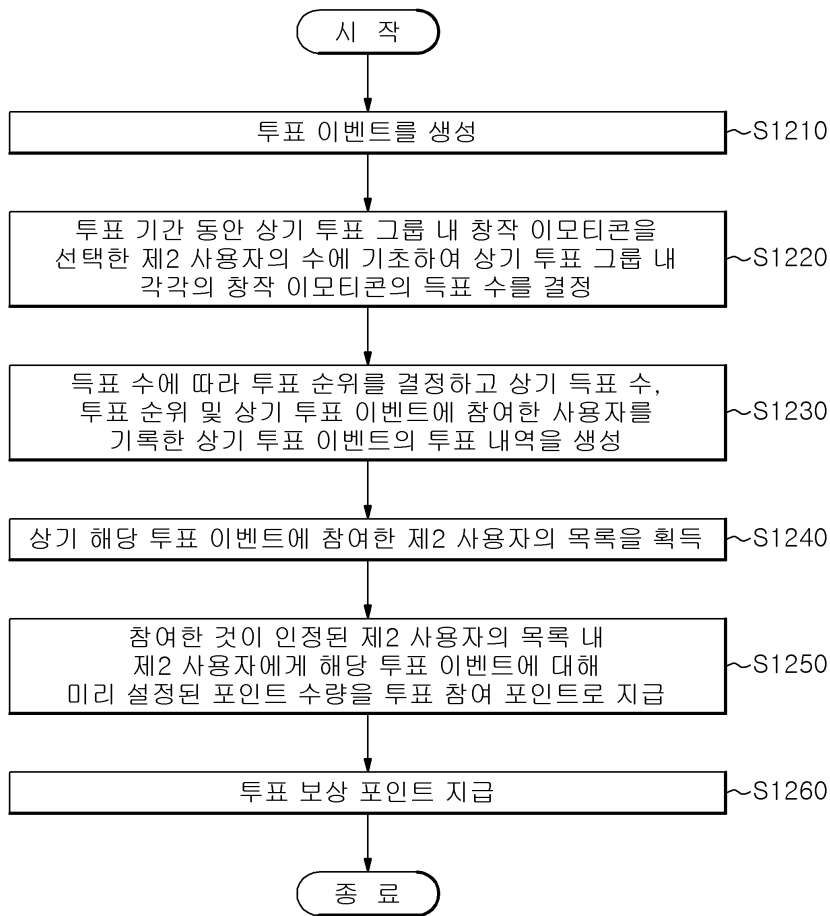 시 작
투표 이벤트를 생성
S1210
투표 기간 동안 상기 투표 그룹 내 창작 이모티콘을
선택한 제2 사용자의 수에 기초하여 상기 투표 그룹 내
각각의 창작 이모티콘의 득표 수를 결정
S1220
득표 수에 따라 투표 순위를 결정하고 상기 득표 수,
투표 순위 및 상기 투표 이벤트에 참여한 사용자를
기록한 상기 투표 이벤트의 투표 내역을 생성
S1230
상기 해당 투표 이벤트에 참여한 제2 사용자의 목록을 획득
S1240
참여한 것이 인정된 제2 사용자의 목록 내
제2 사용자에게 해당 투표 이벤트에 대해
미리 설정된 포인트 수량을 투표 참여 포인트로 지급
S1250
투표 보상 포인트 지급
S1260
종 료